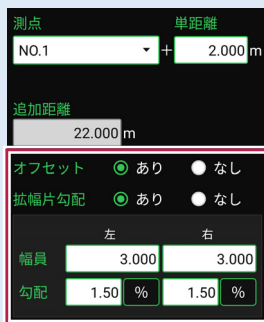 測点 単距離
NO.1 + 2.000 m
追加距離
22.000 m
オフセット あり なし
拡幅片勾配 あり なし
左 右
幅員 3.000 3.000
勾配 1.50 % 1.50 %